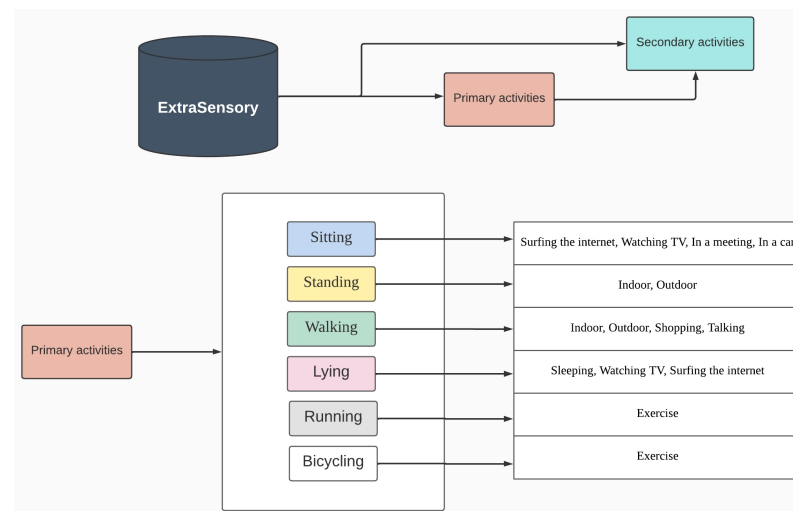 Secondary activities
ExtraSensory
Primary activities
Sitting
Surfing the internet, Watching TV, In a meeting, In a car
Standing
Indoor, Outdoor
Walking
Indoor, Outdoor, Shopping, Talking
Primary activities
Lying
Sleeping, Watching TV, Surfing the internet
Running
Exercise
Bicycling
Exercise